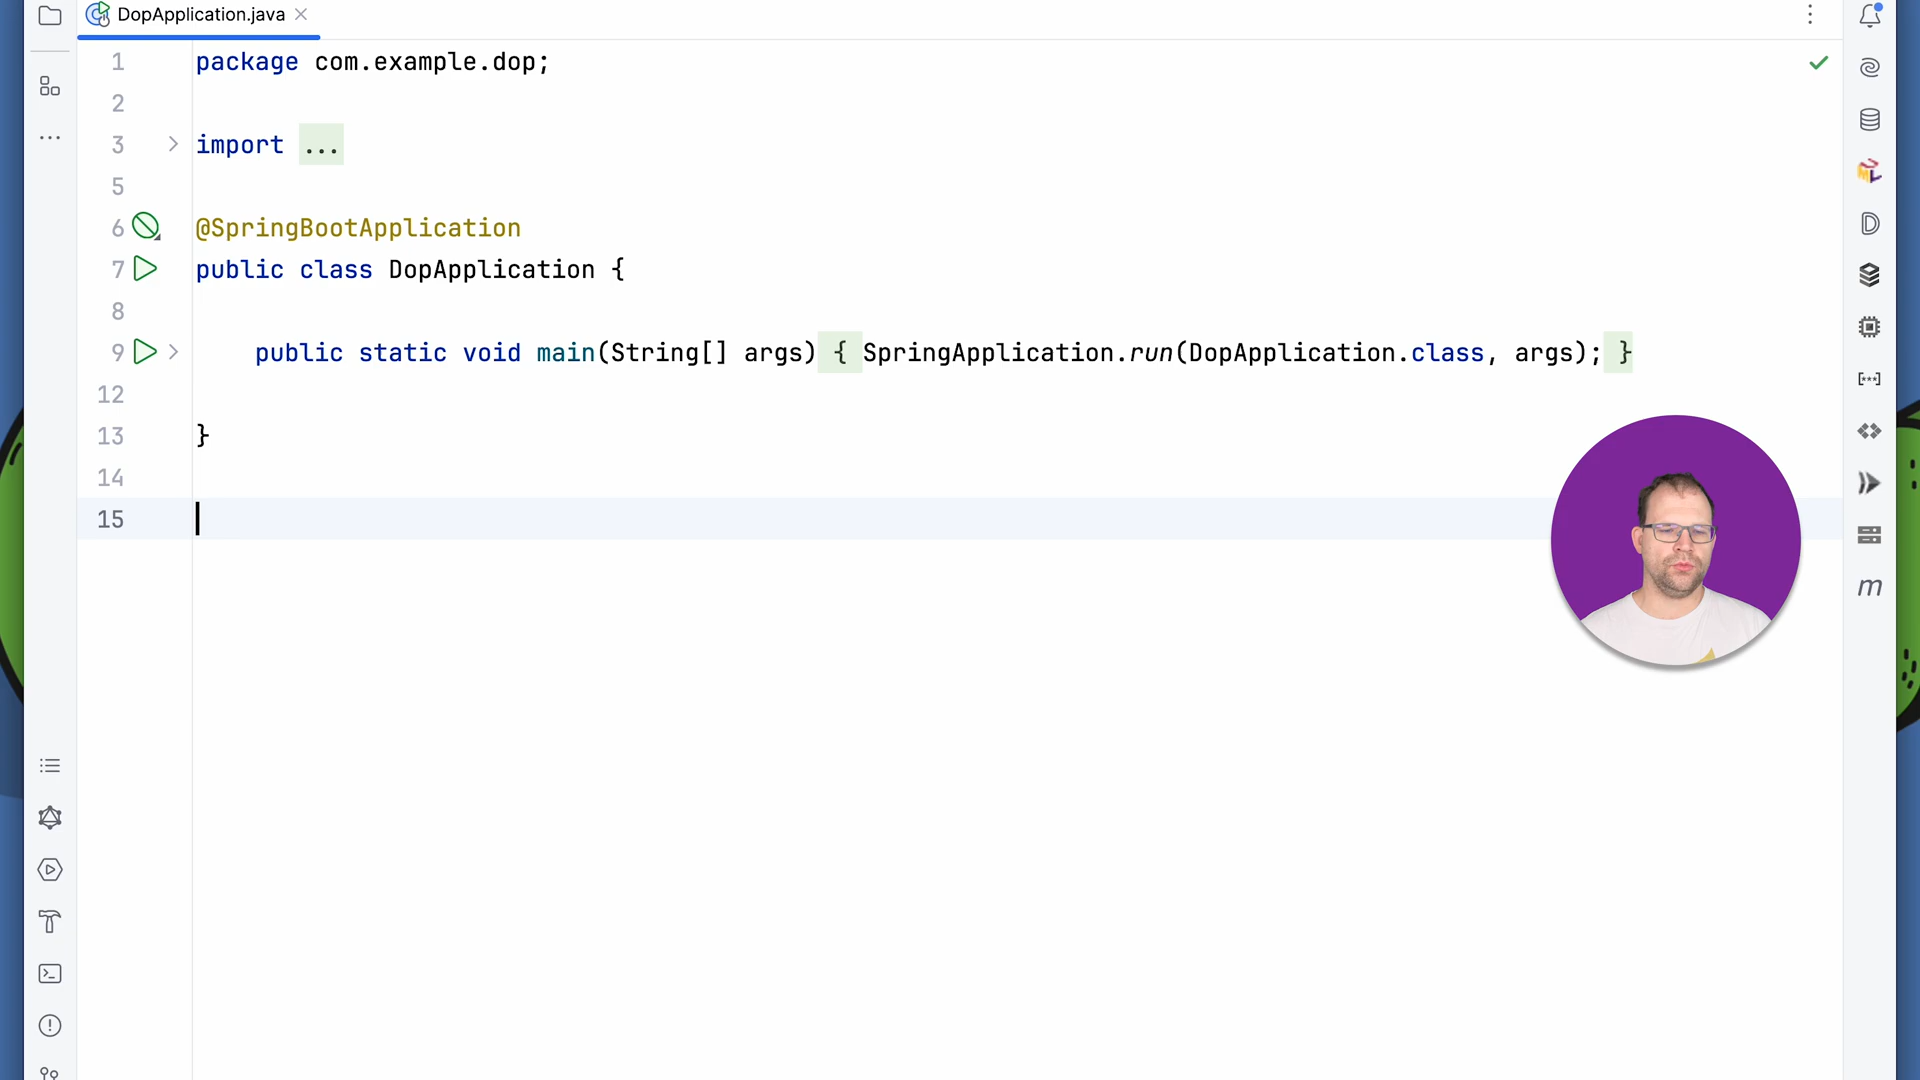 DopApplication.java
1 package com.example.dop;
2
3 import ...
5
6 @SpringBootApplication
7 public class DopApplication {
8
9 public static void main(String[] args) { SpringApplication.run(DopApplication.class, args); }
12
13 }
14
15
D
m